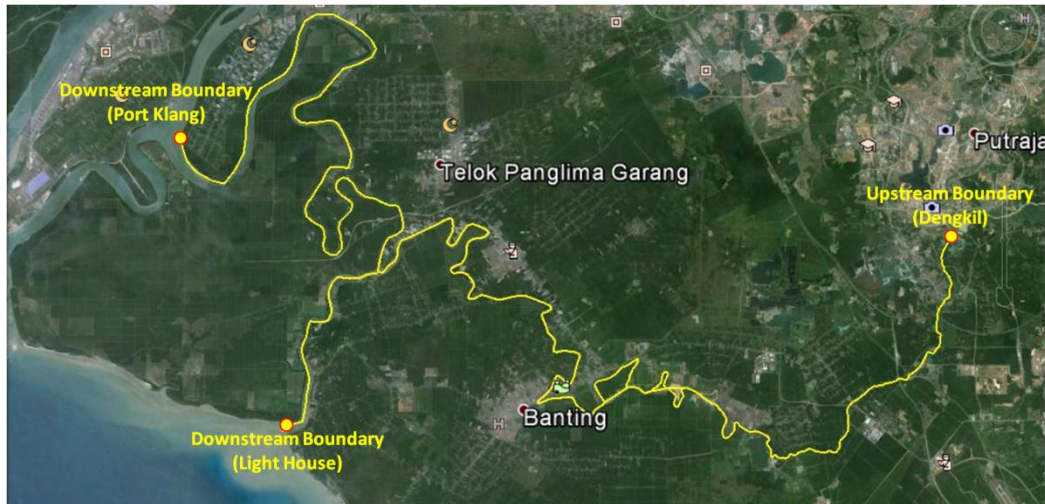 H
Downstream Boundary
(Port Klang)
Putraja
Telok Panglima Garang
Upstream Boundary
(Dengkil)
Banting
H
Downstream Boundary
(Light House)